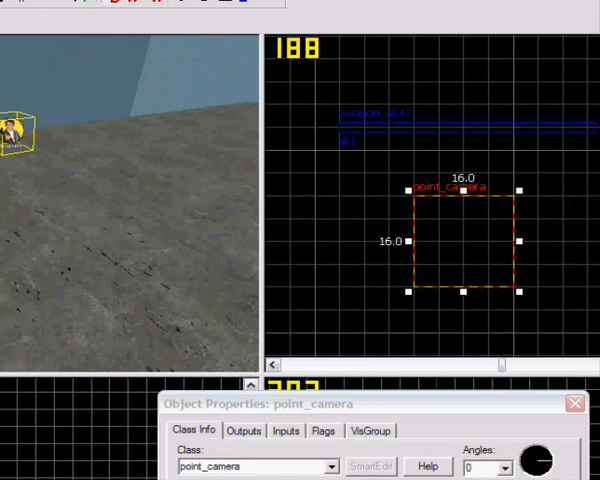 188
weapon_ak47
ak1
16.0
point_camera
16.0
Object Properties: point_camera
Class Info Outputs Inputs Flags VisGroup
Class:
Angles:
point_camera SmartEdit Help 0